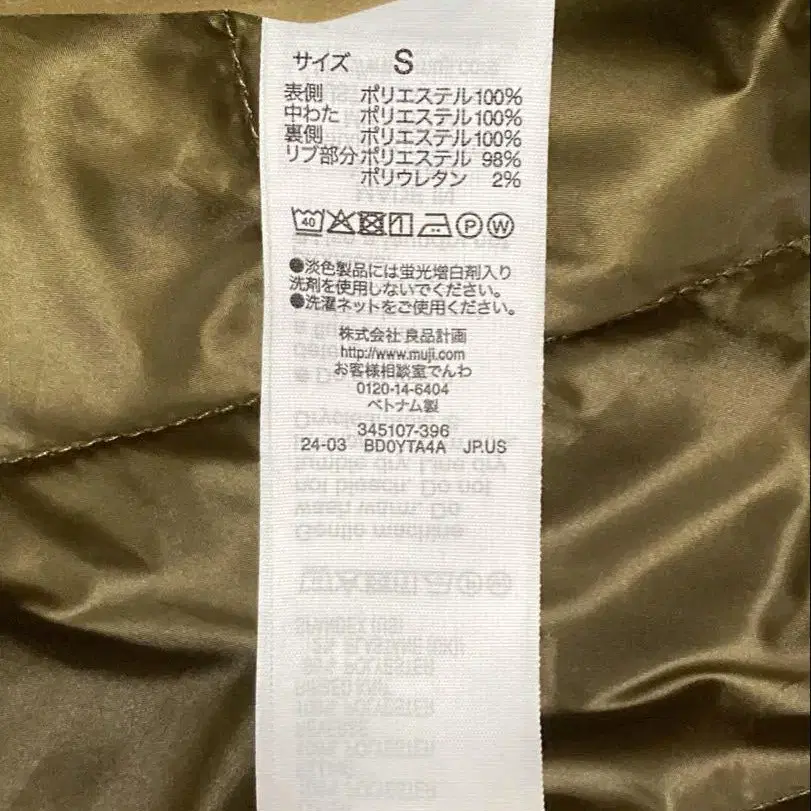 サイズ S
表側 ポリエステル100%
中わた ポリエステル100%
裏側 ポリエステル100%
リブ部分 ポリエステル 98%
ポリウレタン 2%
40 P W
●淡色製品には蛍光増白剤入り
洗剤を使用しないでください。
●洗濯ネットをご使用ください。
株式会社 良品計画
http://www.muji.com
お客様相談室でんわ
0120-14-6404
ベトナム製
345107-396
24-03 BD0YTA4A JP.US